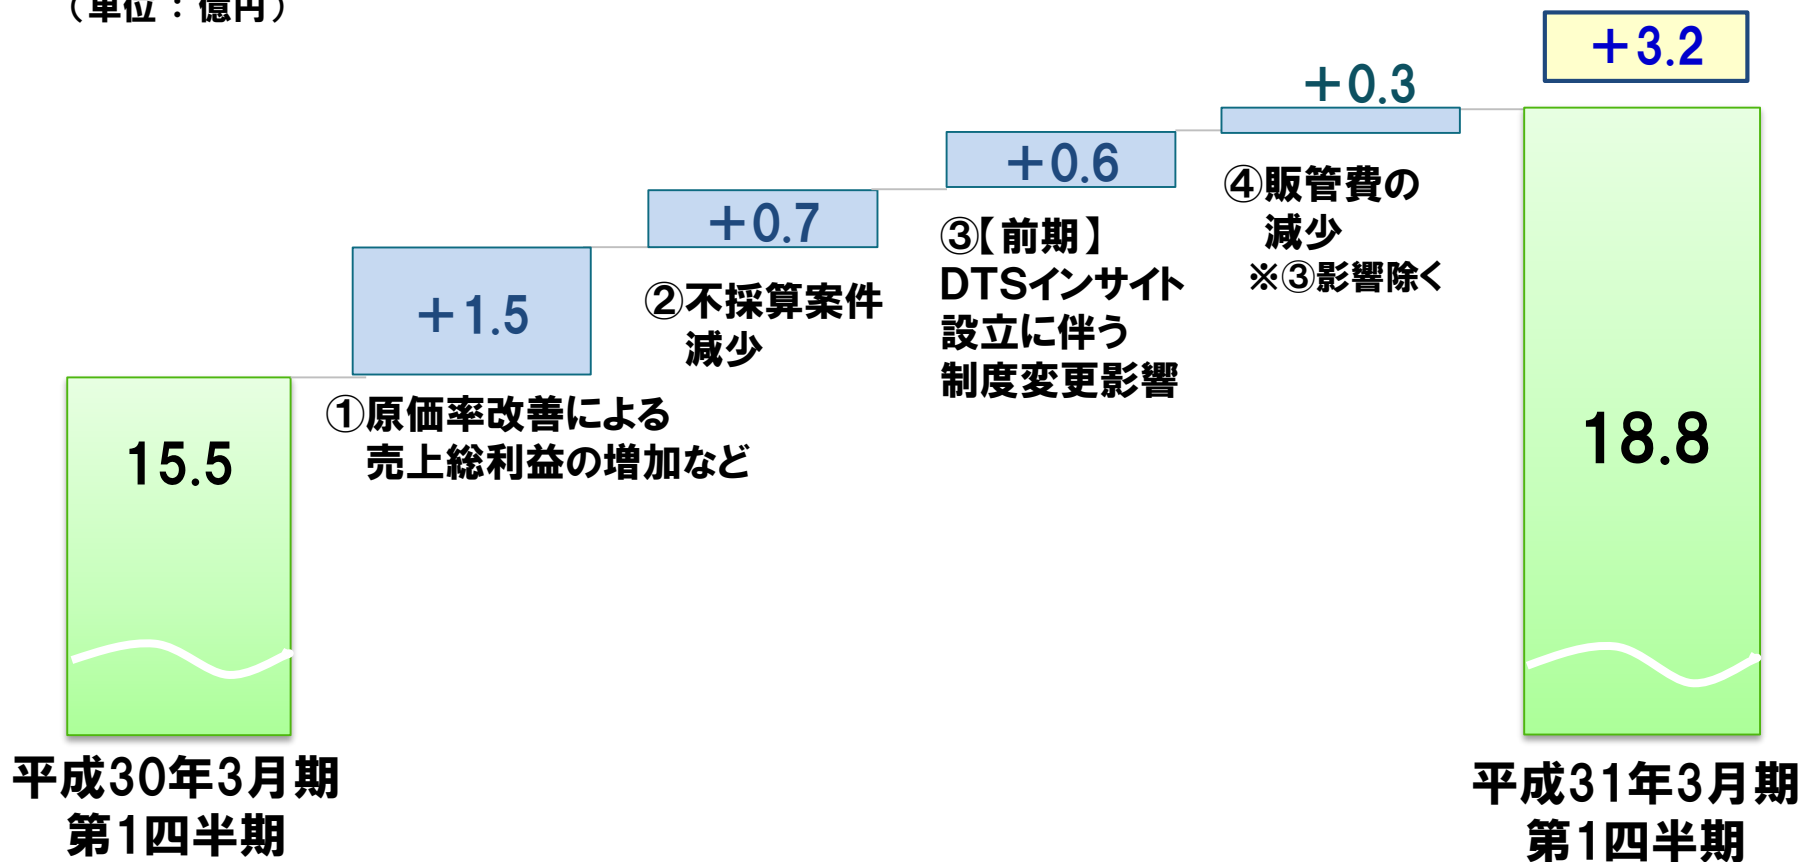 （単位：億円）
＋3.2
＋0.3
＋0.6
＋0.7
＋1.5
④販管費の
減少
※③影響除く
③【前期】
DTSインサイト
設立に伴う
制度変更影響
②不採算案件
減少
①原価率改善による
売上総利益の増加など
15.5
18.8
平成30年3月期
第1四半期
平成31年3月期
第1四半期